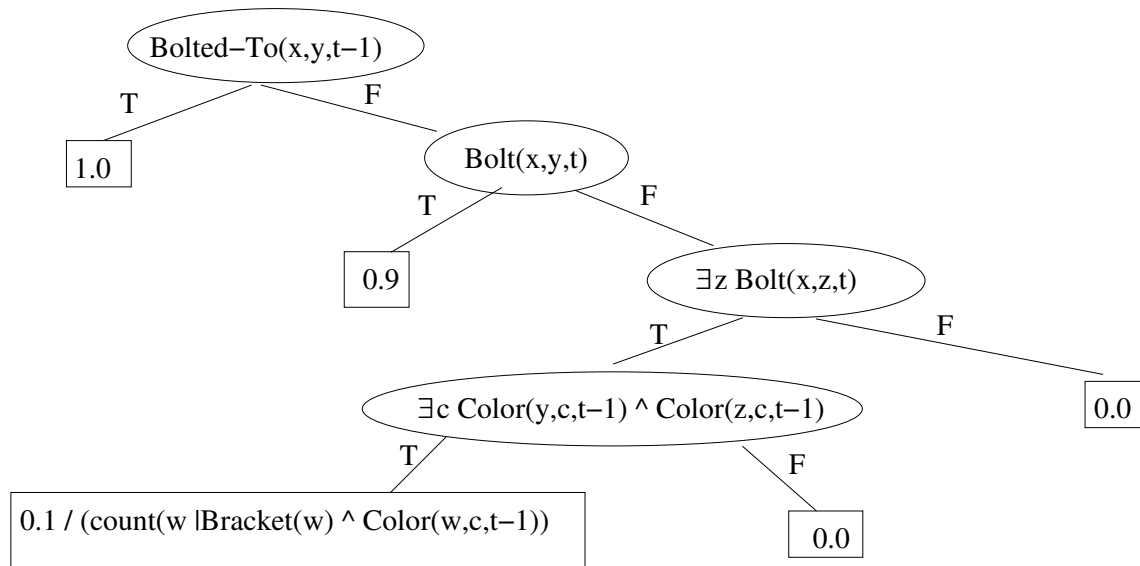 Bolted−To(x,y,t−1)
T
F
1.0
Bolt(x,y,t)
T
F
0.9
∃z Bolt(x,z,t)
T
F
∃c Color(y,c,t−1) ^ Color(z,c,t−1)
0.0
T
F
0.1 / (count(w |Bracket(w) ^ Color(w,c,t−1))
0.0